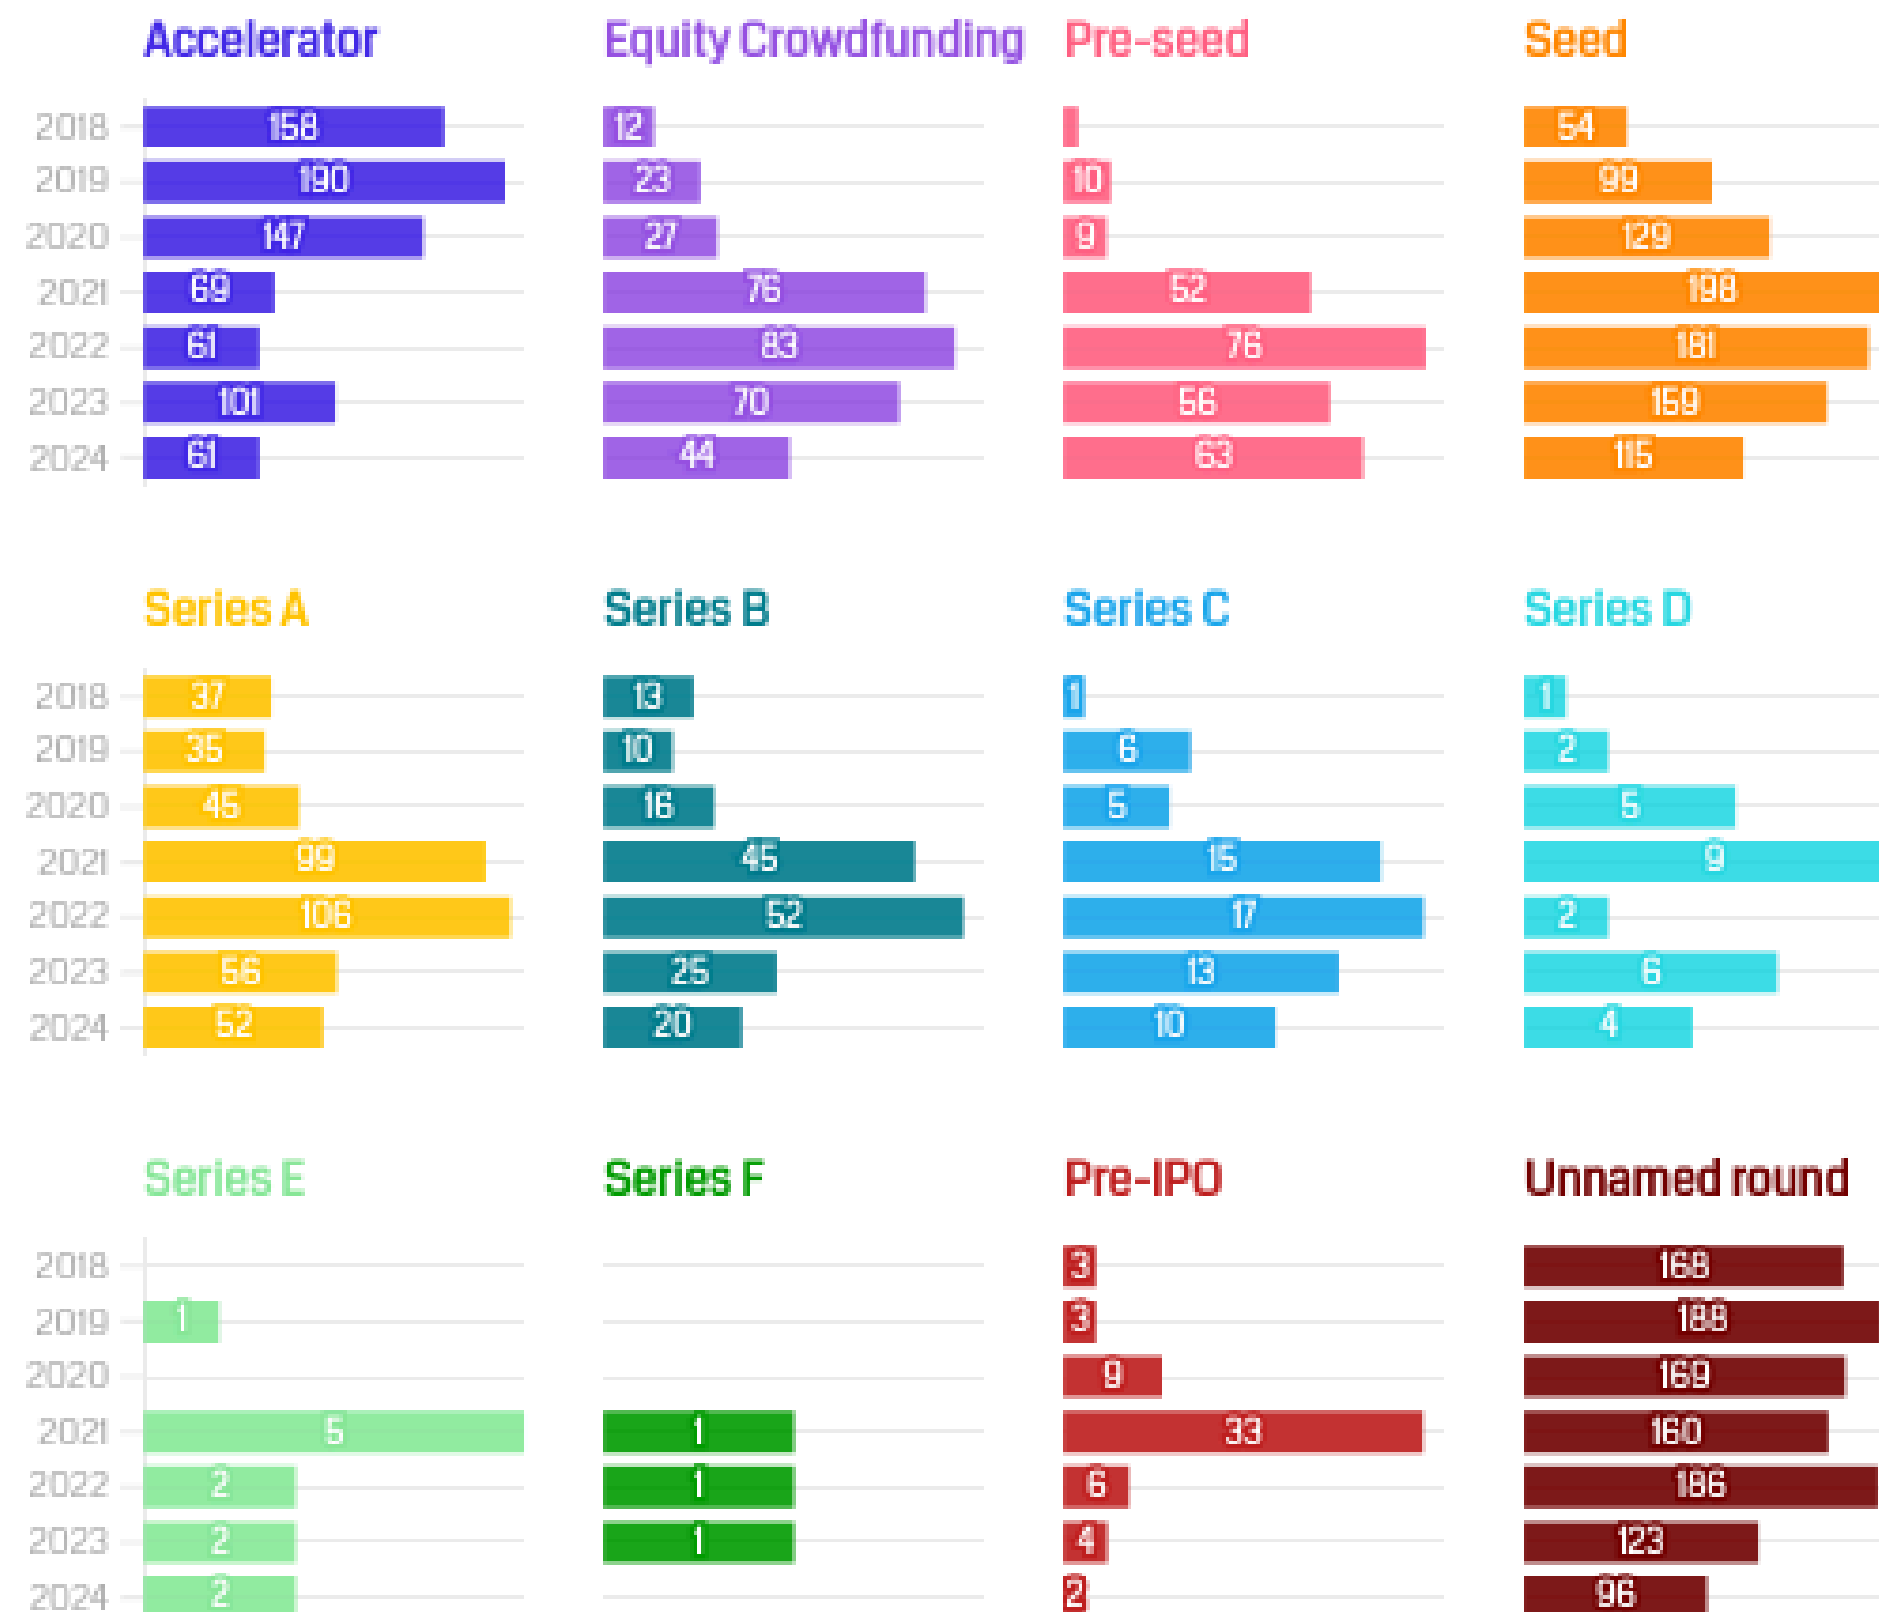 Accelerator Equity Crowdfunding Pre-seed Seed
2018 158 12 54
2019 190 23 10 99
2020 147 27 9 129
2021 69 76 52 198
2022 61 83 76 181
2023 101 70 56 159
2024 61 44 63 115
Series A Series B Series C Series D
2018 37 13 1 1
2019 35 10 6 2
2020 45 16 5 5
2021 99 45 15 9
2022 106 52 17 2
2023 56 25 13 6
2024 52 20 10 4
Series E Series F Pre-IPO Unnamed round
2018 3 168
2019 1 3 188
2020 9 169
2021 5 1 33 160
2022 2 1 6 186
2023 2 1 4 123
2024 2 2 96